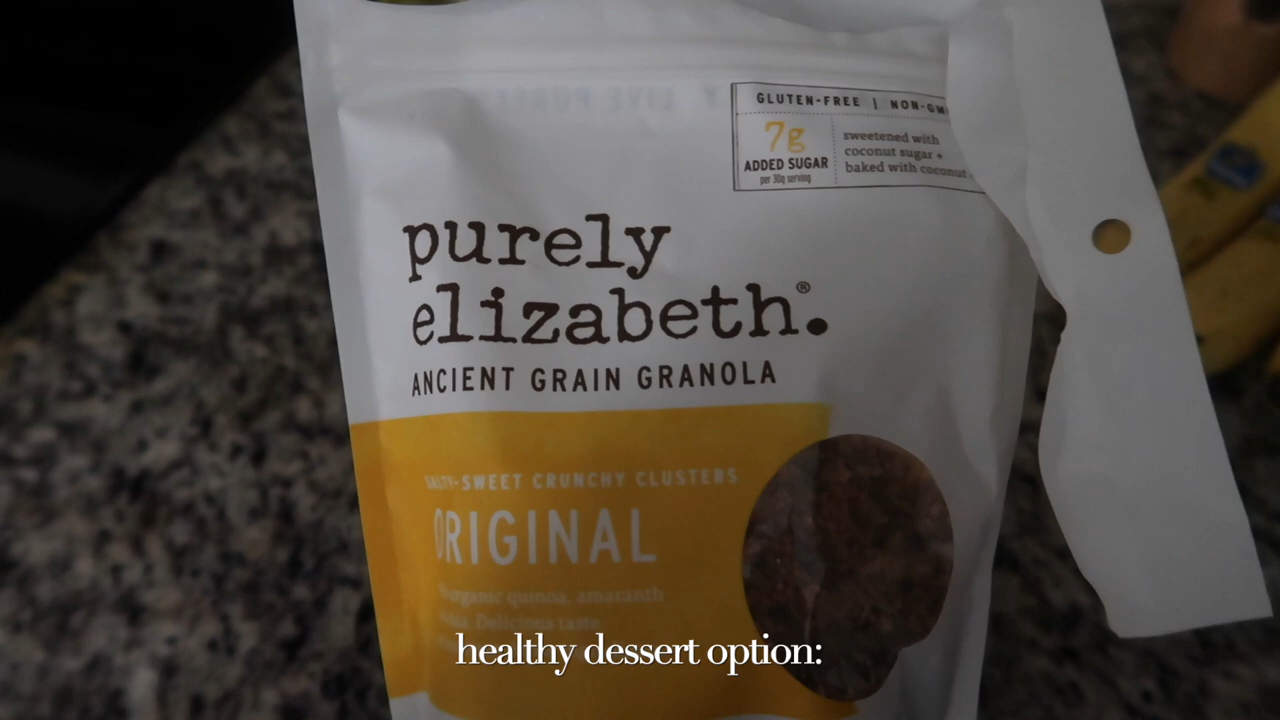 GLUTEN-FREE | NON-GM
7g
ADDED SUGAR
per 30g serving
sweetened with
coconut sugar +
baked with coconut
purely
elizabeth.®
ANCIENT GRAIN GRANOLA
SALTY-SWEET CRUNCHY CLUSTERS
ORIGINAL
organic quinoa, amaranth
Delicious taste
healthy dessert option: